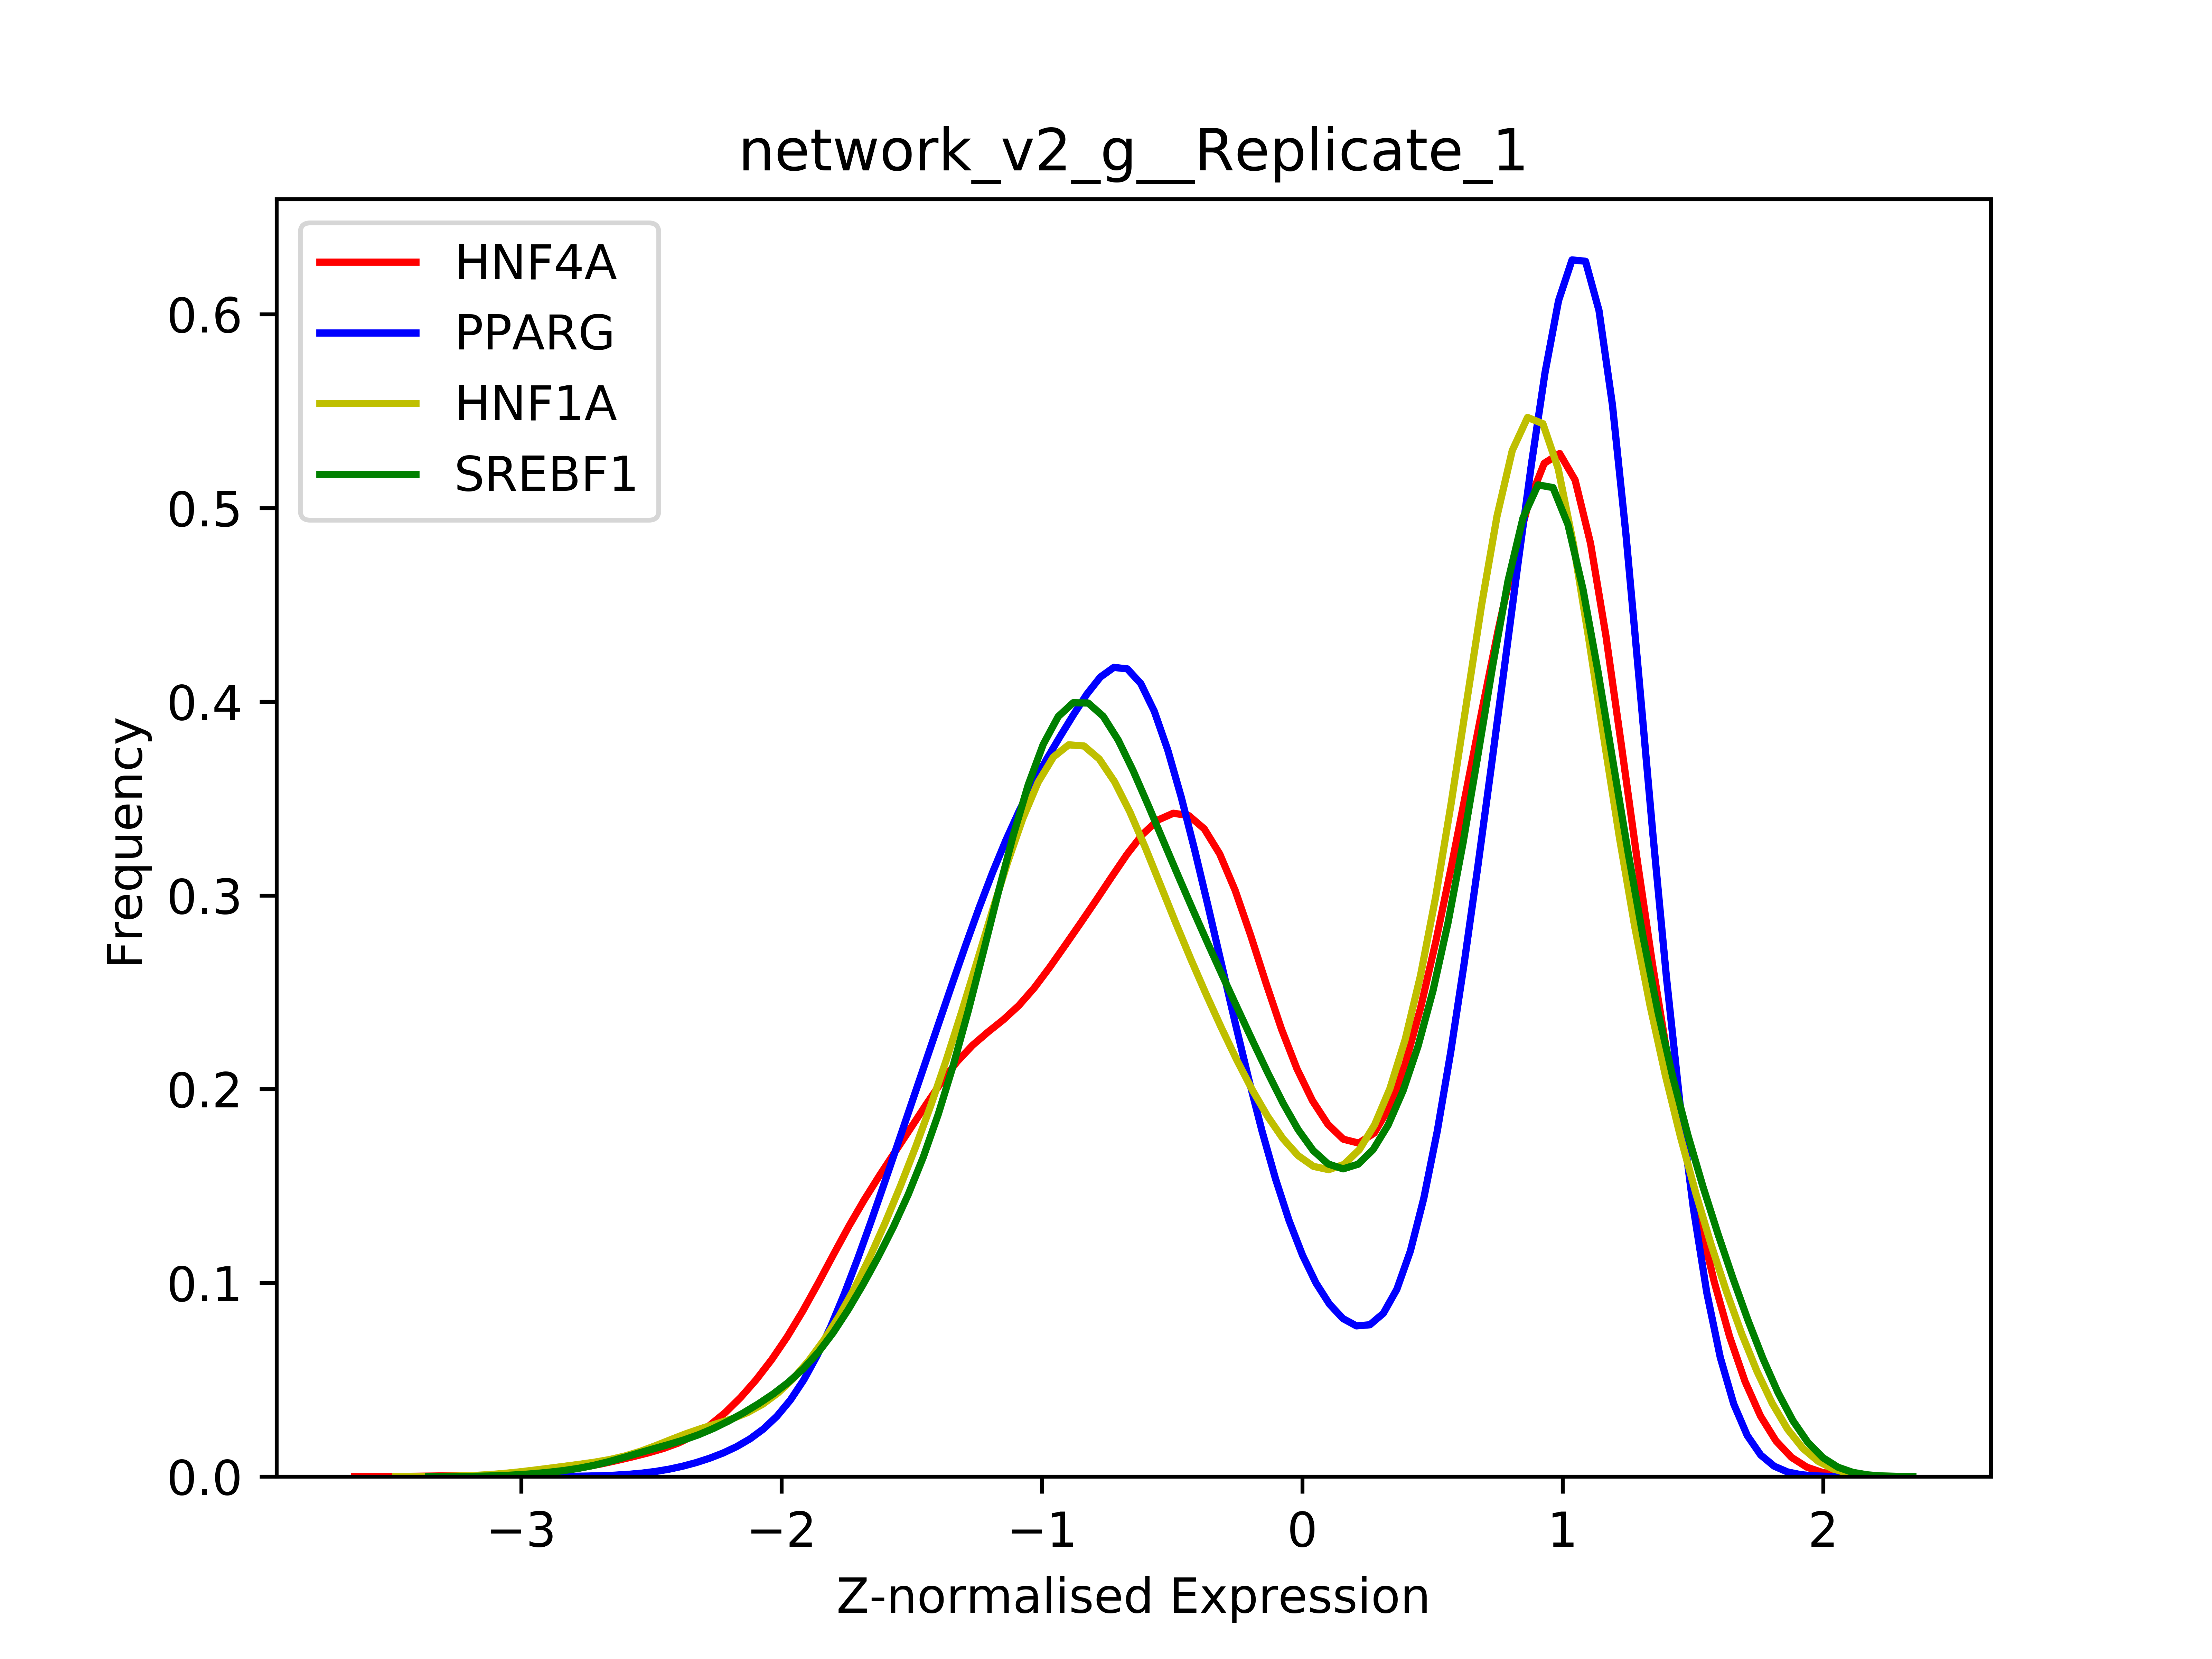 network_v2_g__Replicate_1
HNF4A
PPARG
HNF1A
SREBF1
0.6
0.5
0.4
0.3
0.2
0.1
0.0
Frequency
−3 −2 −1 0 1 2
Z-normalised Expression